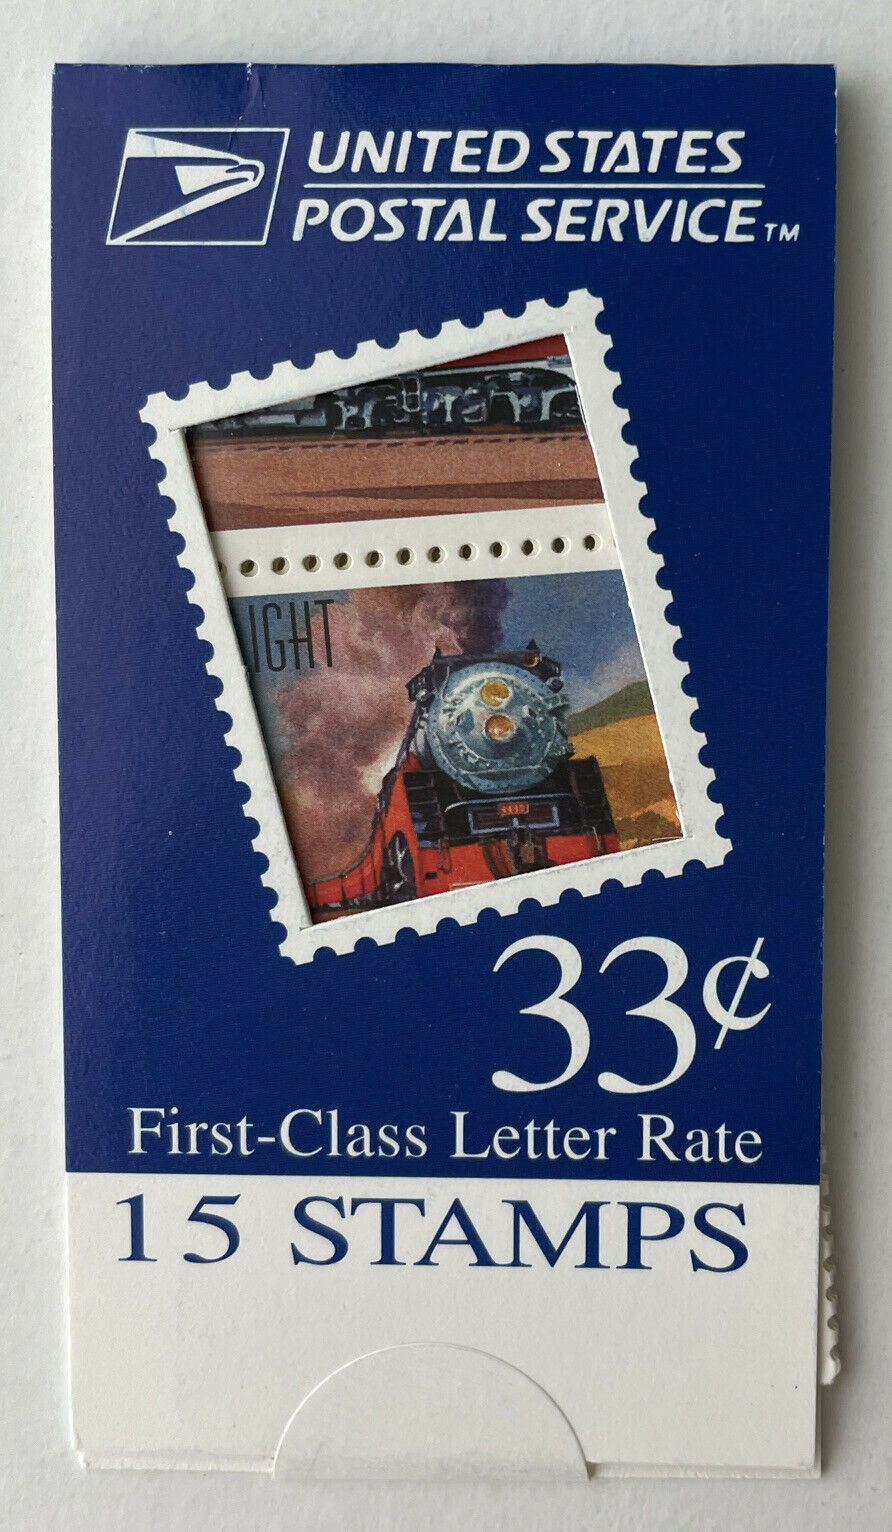 UNITED STATES
POSTAL SERVICE™
IGHT
33¢
First-Class Letter Rate
15 STAMPS